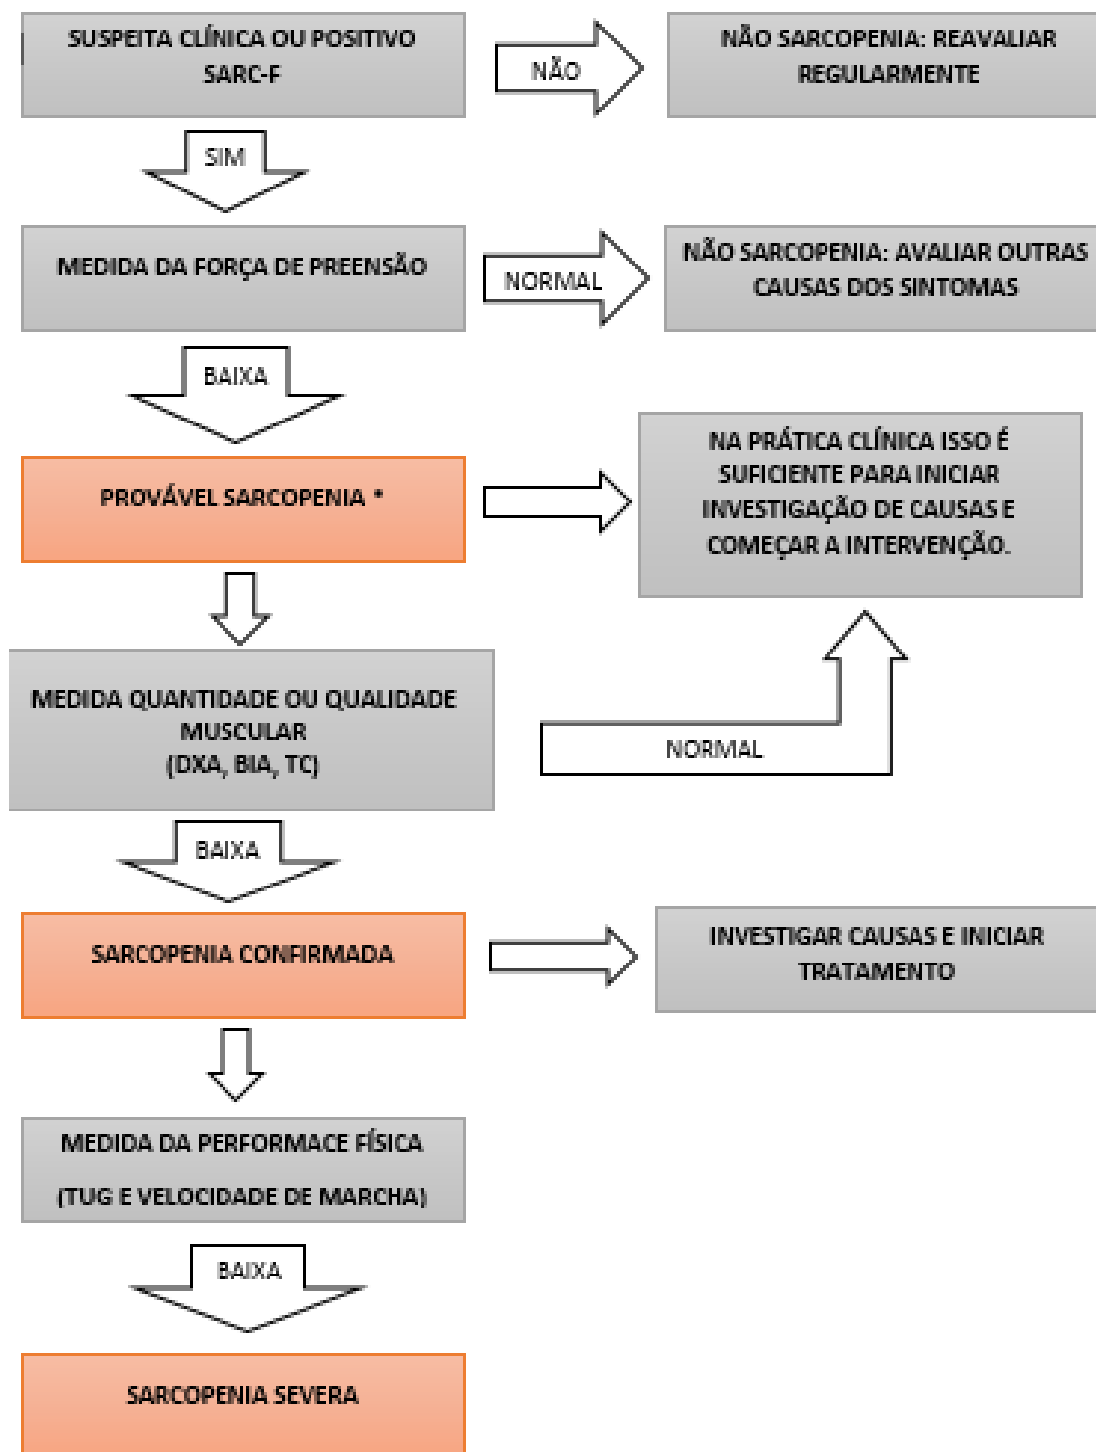 SUSPEITA CLÍNICA OU POSITIVO
SARC-F
NÃO
NÃO SARCOPENIA: REAVALIAR
REGULARMENTE
SIM
MEDIDA DA FORÇA DE PREENSÃO
NORMAL
NÃO SARCOPENIA: AVALIAR OUTRAS
CAUSAS DOS SINTOMAS
BAIXA
PROVÁVEL SARCOPENIA *
NA PRÁTICA CLÍNICA ISSO É
SUFICIENTE PARA INICIAR
INVESTIGAÇÃO DE CAUSAS E
COMEÇAR A INTERVENÇÃO.
MEDIDA QUANTIDADE OU QUALIDADE
MUSCULAR
(DXA, BIA, TC)
NORMAL
BAIXA
SARCOPENIA CONFIRMADA
INVESTIGAR CAUSAS E INICIAR
TRATAMENTO
MEDIDA DA PERFORMACE FÍSICA
(TUG E VELOCIDADE DE MARCHA)
BAIXA
SARCOPENIA SEVERA